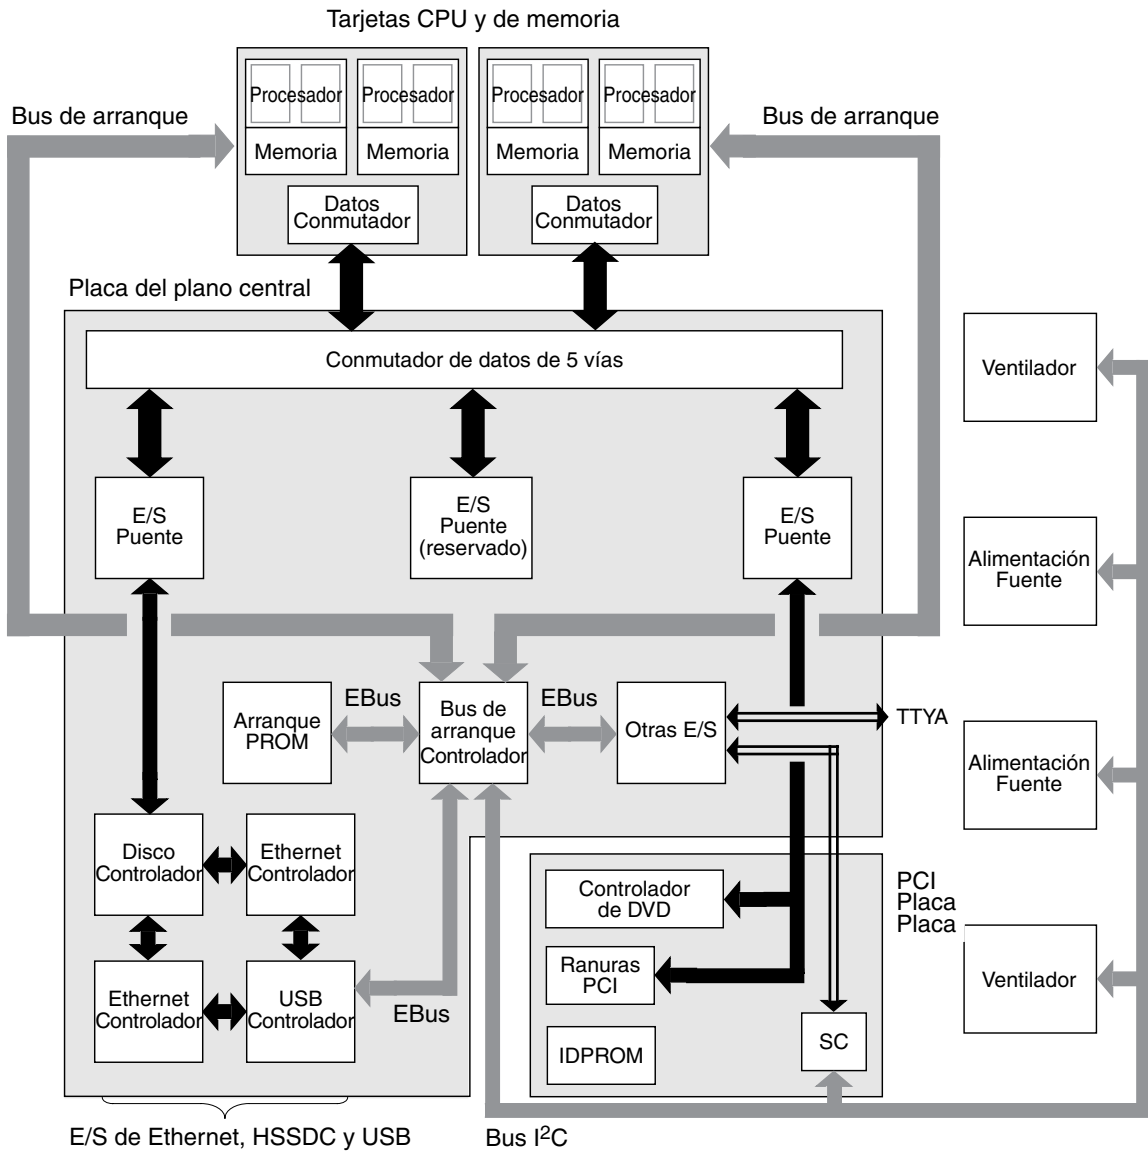 Tarjetas CPU y de memoria
Bus de arranque
Procesador
Procesador
Procesador
Procesador
Bus de arranque
Memoria
Memoria
Memoria
Memoria
Datos
Conmutador
Datos
Conmutador
Placa del plano central
Conmutador de datos de 5 vías
Ventilador
E/S
Puente
E/S
Puente
(reservado)
E/S
Puente
Alimentación
Fuente
EBus
EBus
Arranque
PROM
Bus de
arranque
Controlador
Otras E/S
TTYA
Alimentación
Fuente
Disco
Controlador
Ethernet
Controlador
Controlador
de DVD
PCI
Placa
Placa
Ranuras
PCI
Ventilador
Ethernet
Controlador
USB
Controlador
EBus
IDPROM
SC
E/S de Ethernet, HSSDC y USB
Bus I²C